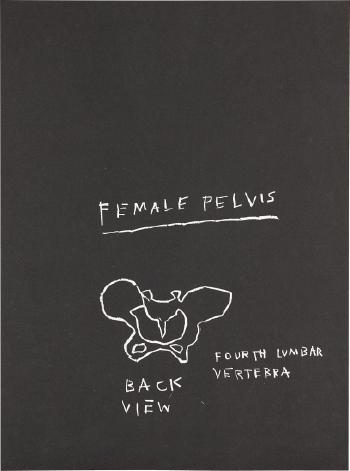 FEMALE PELVIS
FOURTH LUMBAR
VERTEBRA
BACK
VIEW